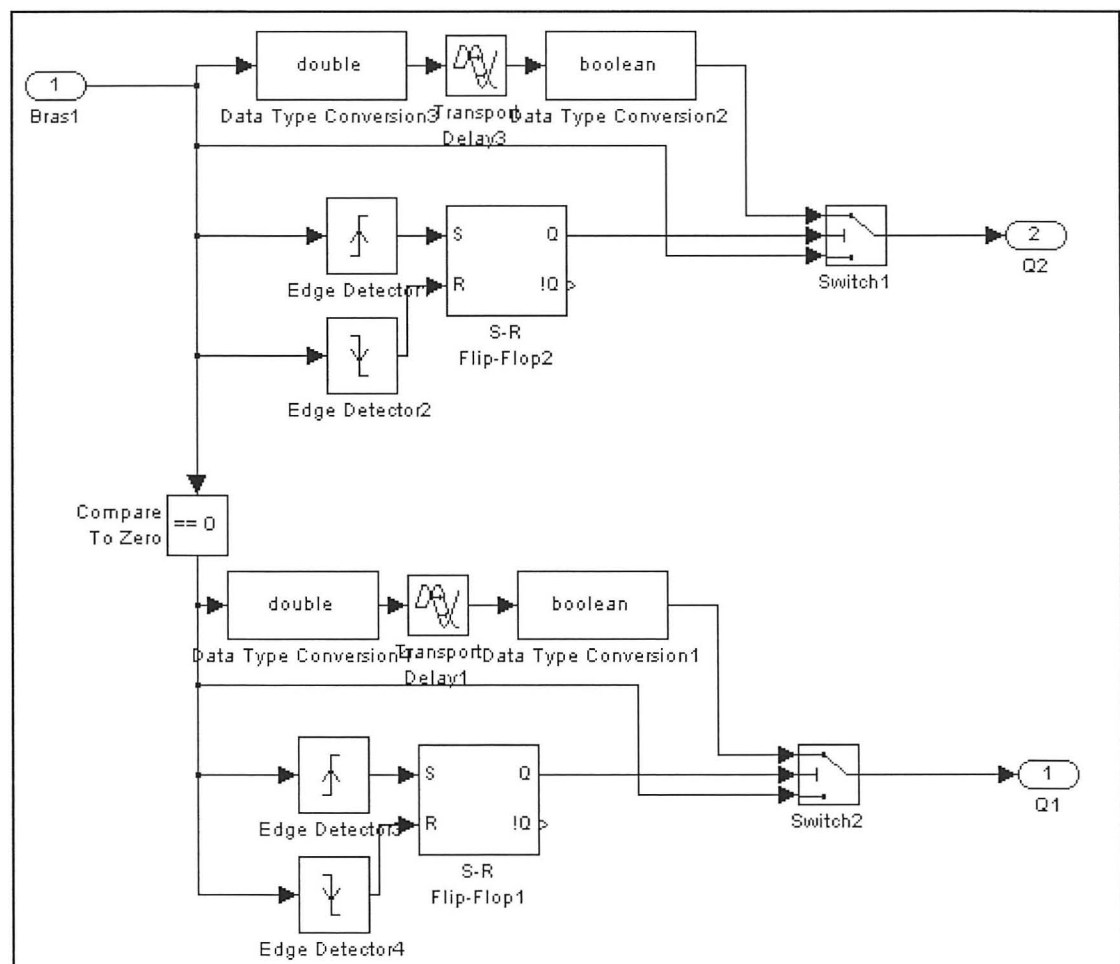 double
boolean
1
Bras1
Data Type Conversion3
Transport
Delay3
Data Type Conversion2
S
Q
R
!Q
Edge Detector
S-R
Flip-Flop2
Edge Detector2
Switch1
2
Q2
Compare
To Zero
== 0
double
boolean
Transport
Delay1
Data Type Conversion
Data Type Conversion1
S
Q
R
!Q
Edge Detector3
S-R
Flip-Flop1
Edge Detector4
Switch2
1
Q1